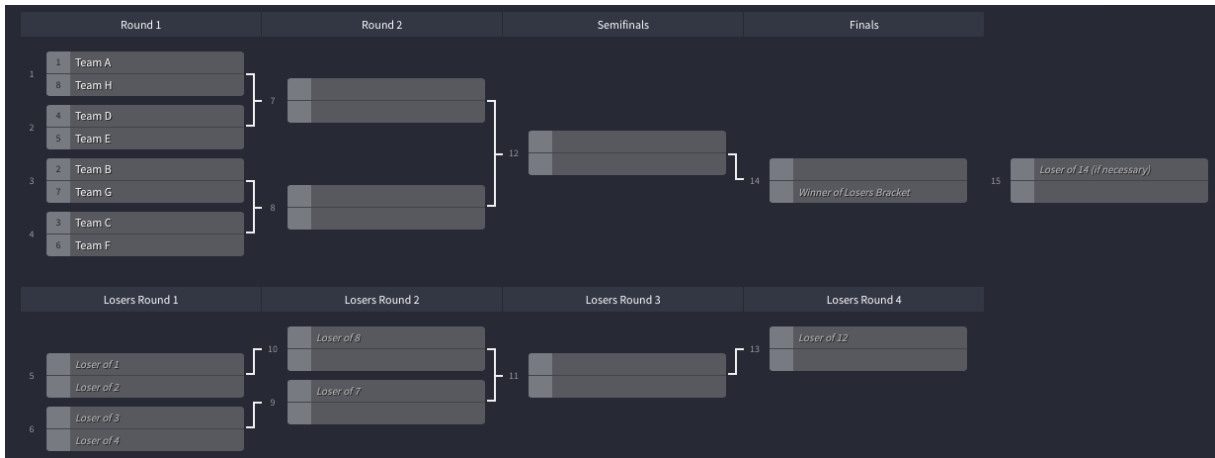 Round 1 Round 2 Semifinals Finals
1
1 Team A
8 Team H
2
4 Team D
5 Team E
3
2 Team B
7 Team G
4
3 Team C
6 Team F
7
8
12
14
Winner of Losers Bracket
15
Loser of 14 (if necessary)
Losers Round 1 Losers Round 2 Losers Round 3 Losers Round 4
5
Loser of 1
Loser of 2
6
Loser of 3
Loser of 4
10
Loser of 8
9
Loser of 7
11
13
Loser of 12